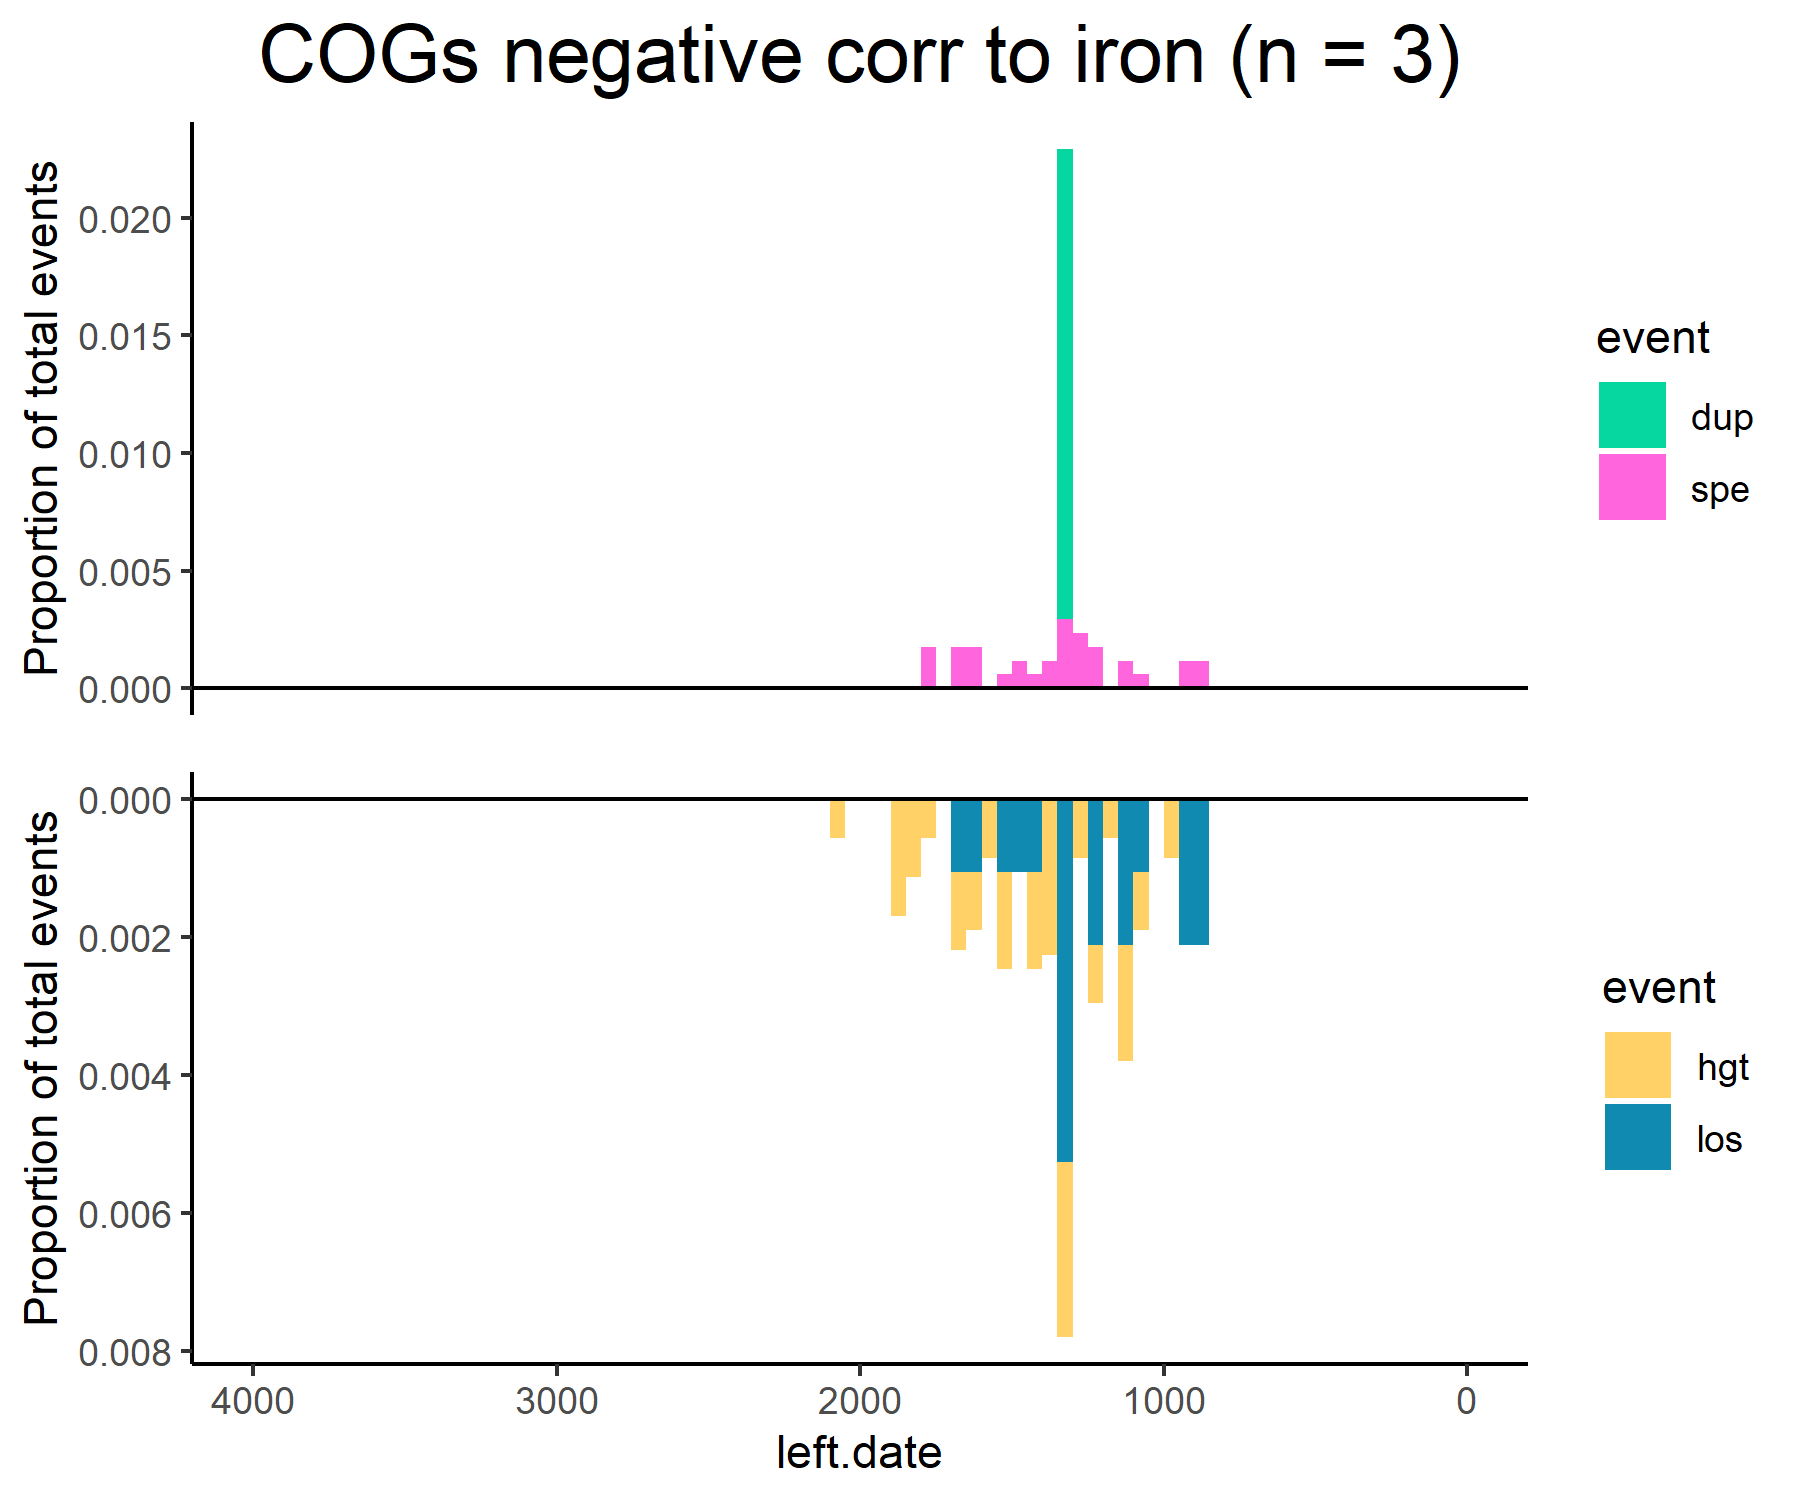 COGs negative corr to iron (n = 3)
Proportion of total events
0.020
0.015
0.010
0.005
0.000
event
dup
spe
Proportion of total events
0.000
0.002
0.004
0.006
0.008
event
hgt
los
4000 3000 2000 1000 0
left.date